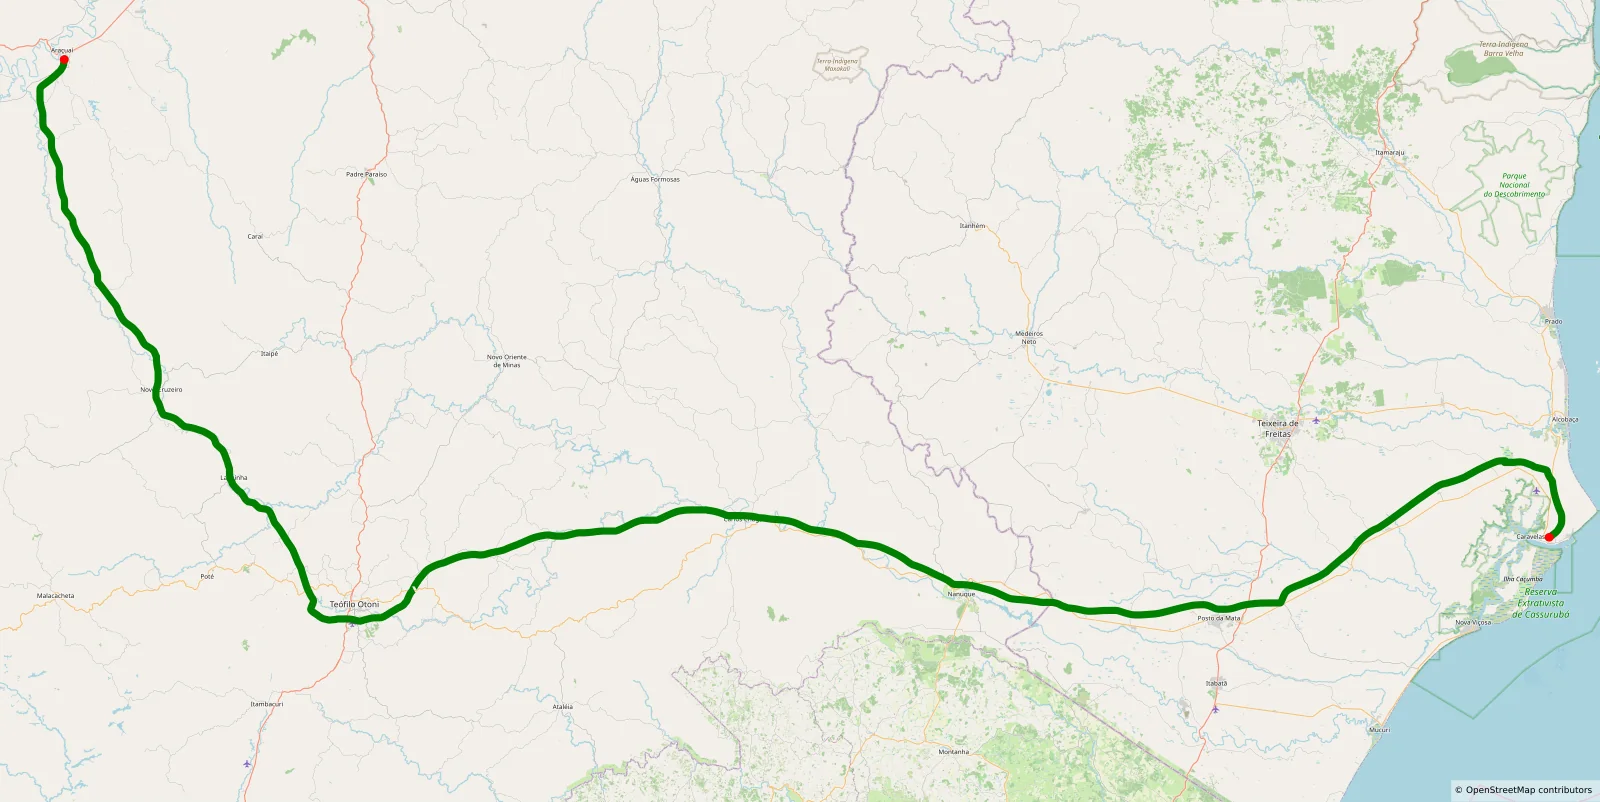 Araçuaí
Terra Indígena
Barra Velha
Terra Indígena
Maxakali
Itamaraju
Padre Paraíso
Águas Formosas
Parque
Nacional
do Descobrimento
Itanhém
Caraí
Prado
Medeiros
Neto
Itaipé
Novo Oriente
de Minas
Novo Cruzeiro
Alcobaça
Teixeira de
Freitas
Caravelas
Ilha Caçumba
Reserva
Extrativista
de Cassurubá
Poté
Malacacheta
Teófilo Otoni
Nanuque
Posto da Mata
Nova Viçosa
Itabatã
Itambacuri
Ataléia
Mucuri
Montanha
© OpenStreetMap contributors